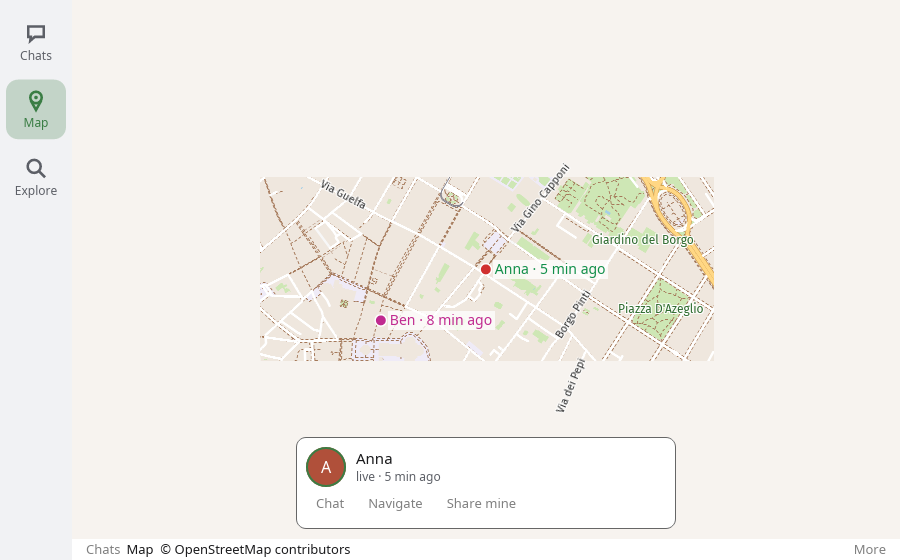 Chats
Map
Explore
Via Guelfa
Via Gino Capponi
Giardino del Borgo
Anna · 5 min ago
Borgo Pinti
Piazza D'Azeglio
Ben · 8 min ago
Via dei Pepi
A
Anna
live · 5 min ago
Chat Navigate Share mine
Chats Map © OpenStreetMap contributors More